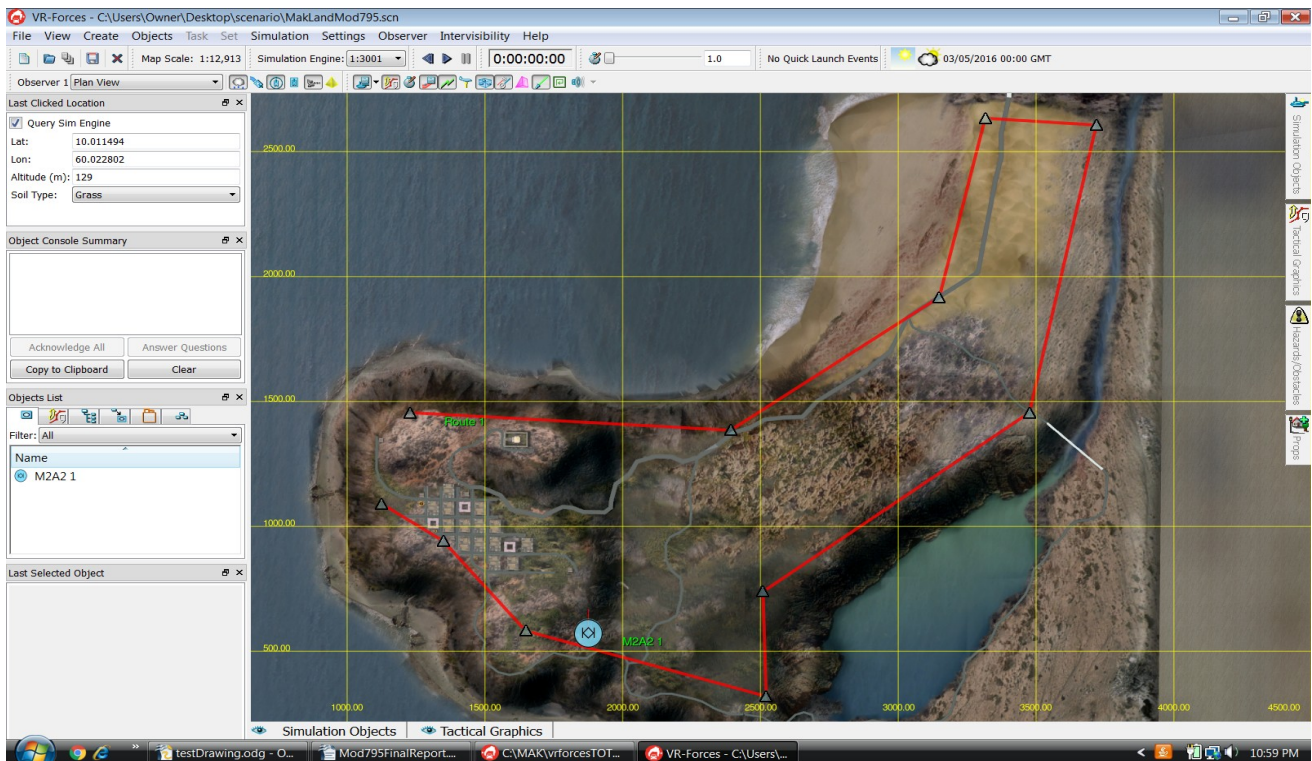 VR-Forces - C:\Users\Owner\Desktop\scenario\MakLandMod795.scn
File View Create Objects Task Set Simulation Settings Observer Intervisibility Help
Map Scale: 1:12,913 Simulation Engine: 1:3001 0:00:00:00 1.0 No Quick Launch Events 03/05/2016 00:00 GMT
Observer 1 Plan View
Last Clicked Location
Query Sim Engine
Lat: 10.011494
Lon: 60.022802
Altitude (m): 129
Soil Type: Grass
Object Console Summary
Acknowledge All Answer Questions
Copy to Clipboard Clear
Objects List
Filter: All
Name
M2A2 1
Last Selected Object
2500.00
2000.00
1500.00
Route 1
1000.00
M2A2 1
500.00
1000.00 1500.00 2000.00 2500.00 3000.00 3500.00 4000.00 4500.00
Simulation Objects
Tactical Graphics
Hazards/Obstacles
Props
Simulation Objects Tactical Graphics
testDrawing.odg - O... Mod795FinalReport.... C:\MAK\vrforcesTOT... VR-Forces - C:\Users\... 10:59 PM